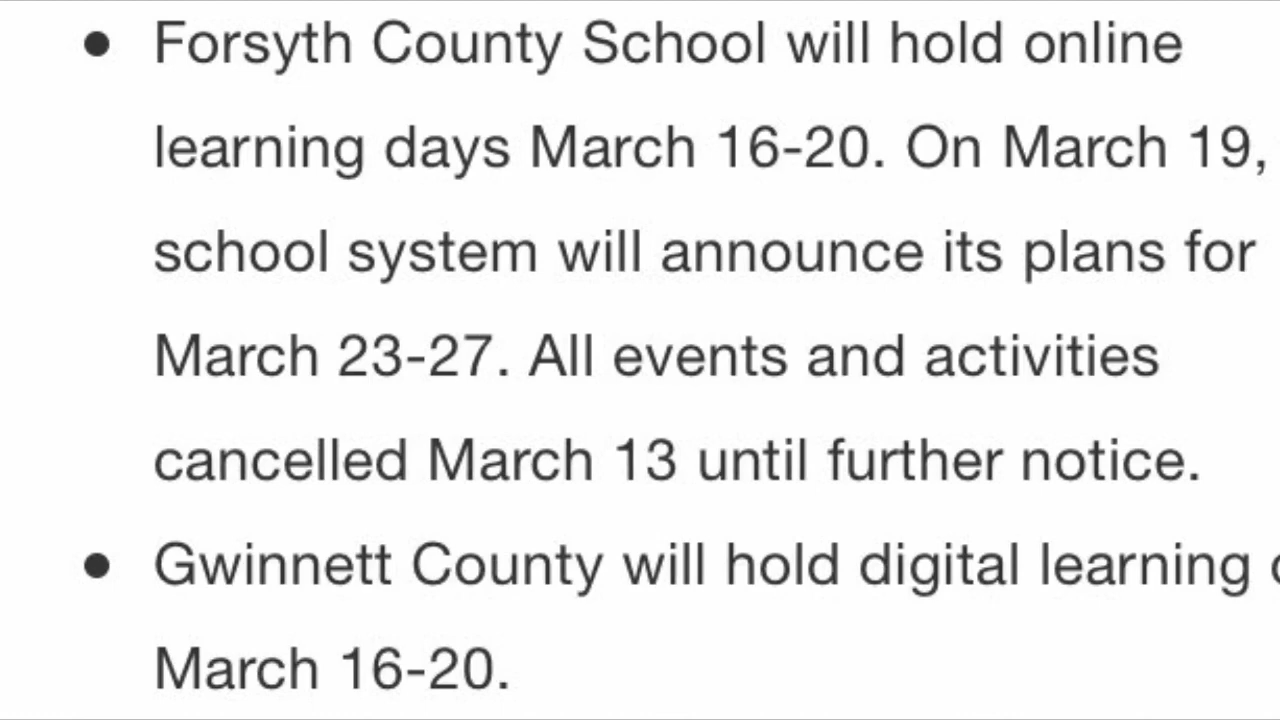 • Forsyth County School will hold online
learning days March 16-20. On March 19,
school system will announce its plans for
March 23-27. All events and activities
cancelled March 13 until further notice.
• Gwinnett County will hold digital learning
March 16-20.